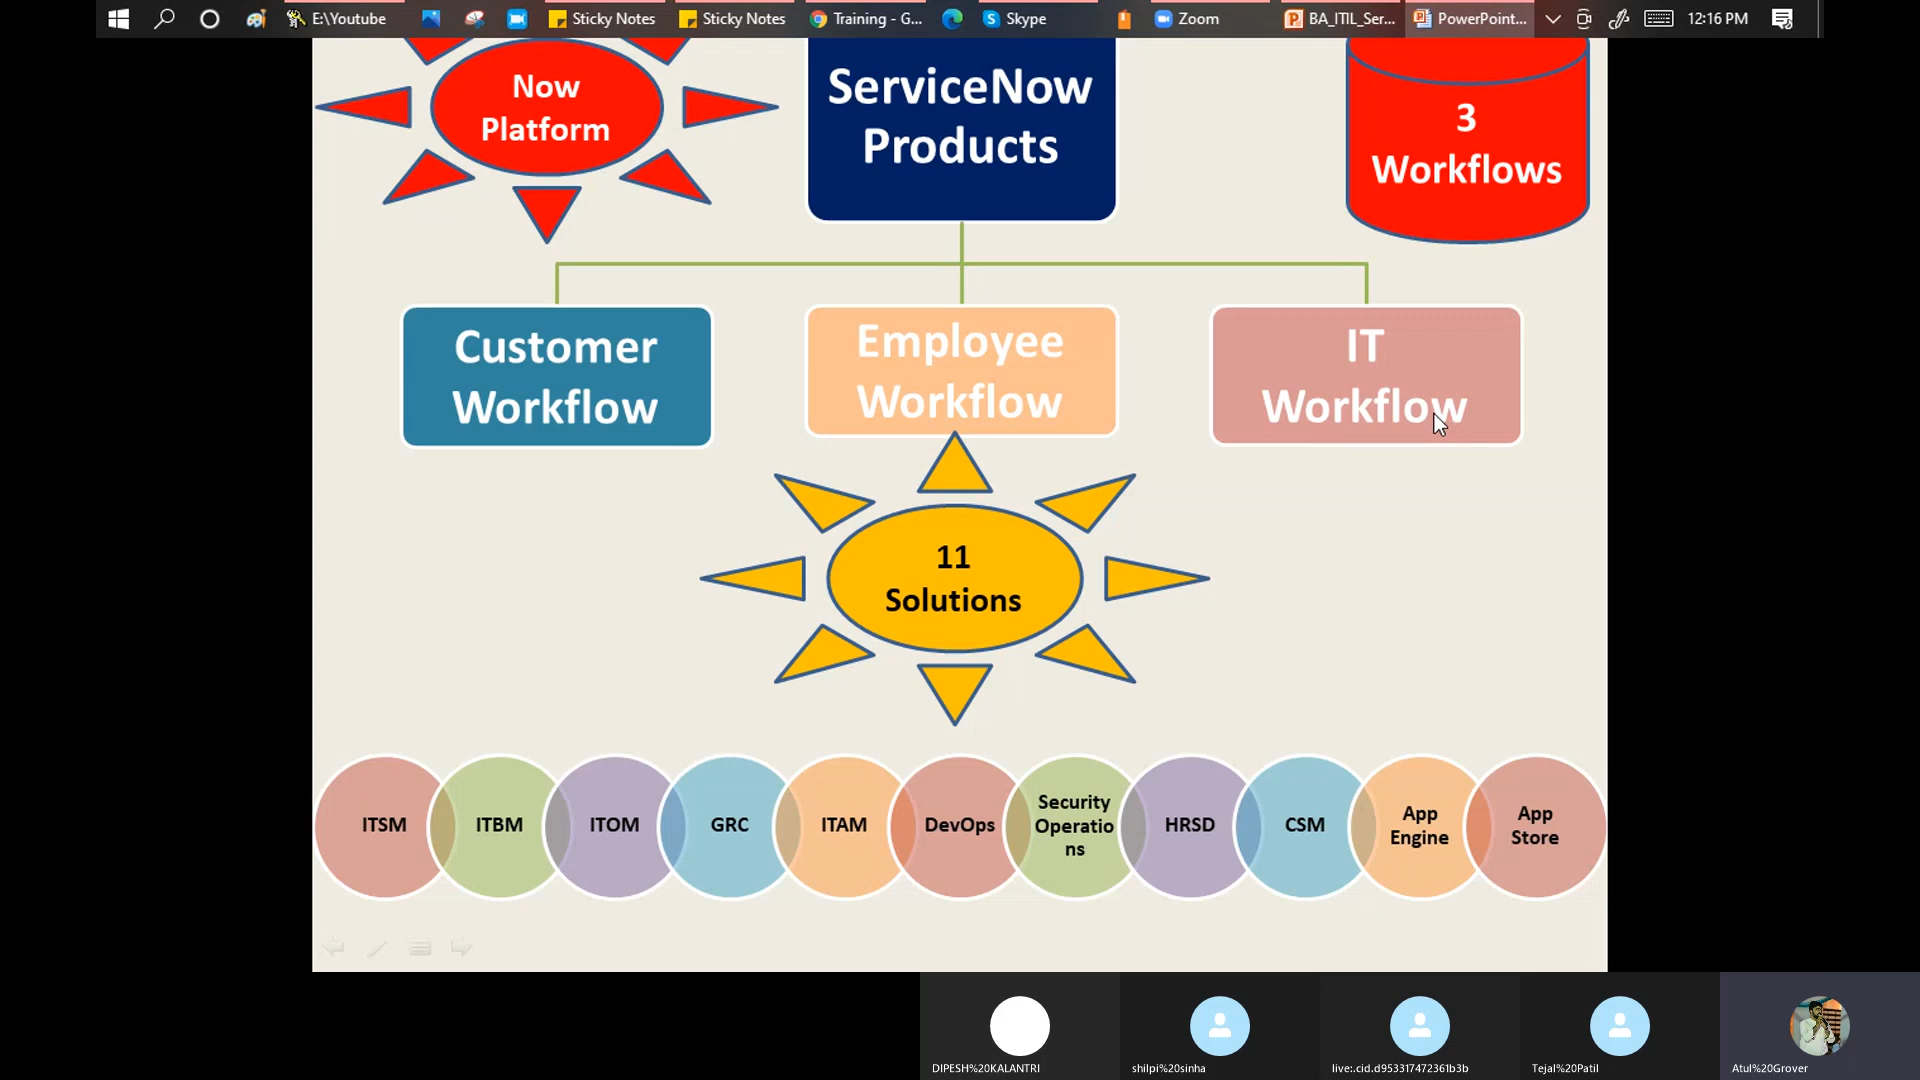 E:\Youtube
Sticky Notes
Sticky Notes
Training - G...
Skype
Zoom
BA_ITIL_Ser...
PowerPoint...
12:16 PM
Now
Platform
ServiceNow
Products
3
Workflows
Customer
Workflow
Employee
Workflow
IT
Workflow
11
Solutions
ITSM
ITBM
ITOM
GRC
ITAM
DevOps
Security
Operatio
ns
HRSD
CSM
App
Engine
App
Store
DIPESH%20KALANTRI
shilpi%20sinha
live:.cid.d953317472361b3b
Tejal%20Patil
Atul%20Grover